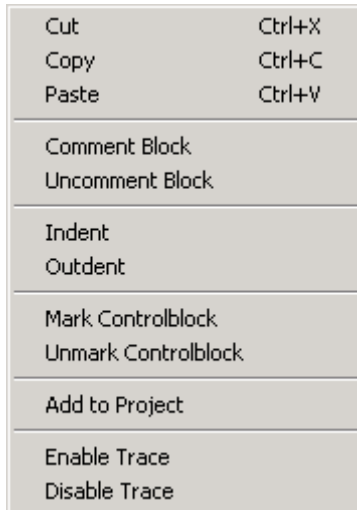 Cut Ctrl+X
Copy Ctrl+C
Paste Ctrl+V
Comment Block
Uncomment Block
Indent
Outdent
Mark Controlblock
Unmark Controlblock
Add to Project
Enable Trace
Disable Trace